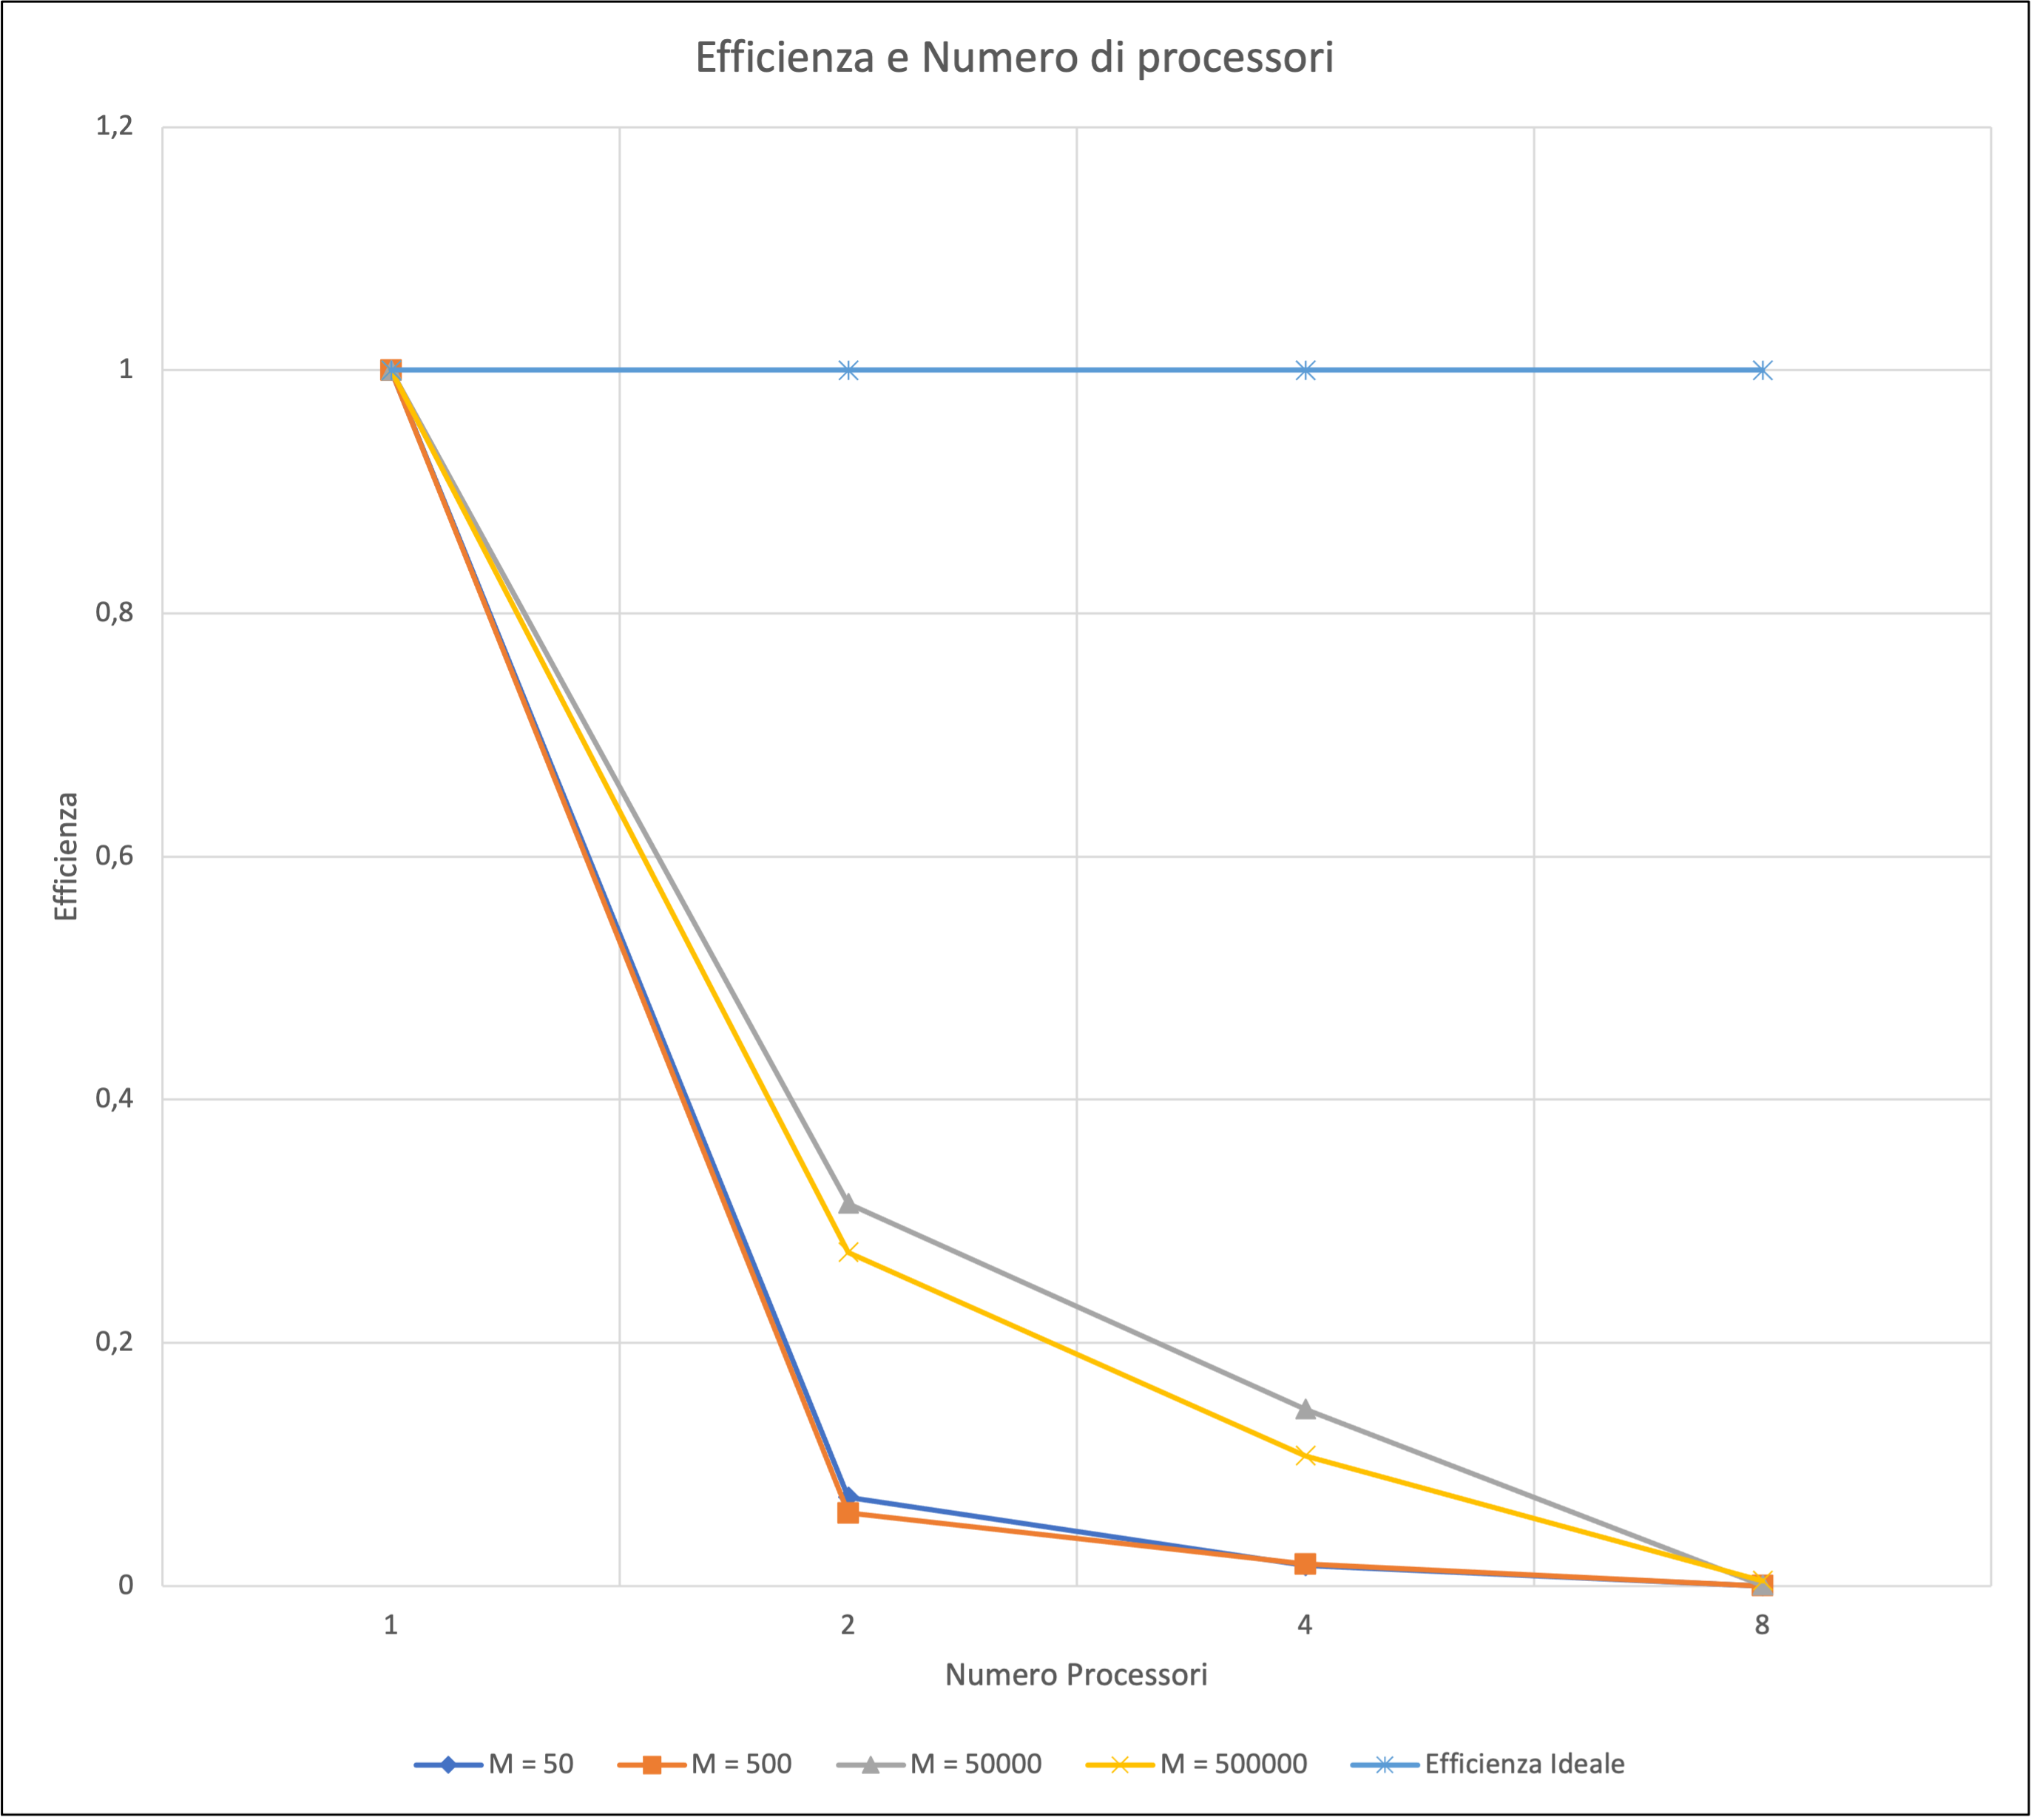 Efficienza e Numero di processori
1,2
1
0,8
0,6
0,4
0,2
0
Efficienza
1 2 4 8
Numero Processori
M = 50 M = 500 M = 50000 M = 500000 Efficienza Ideale